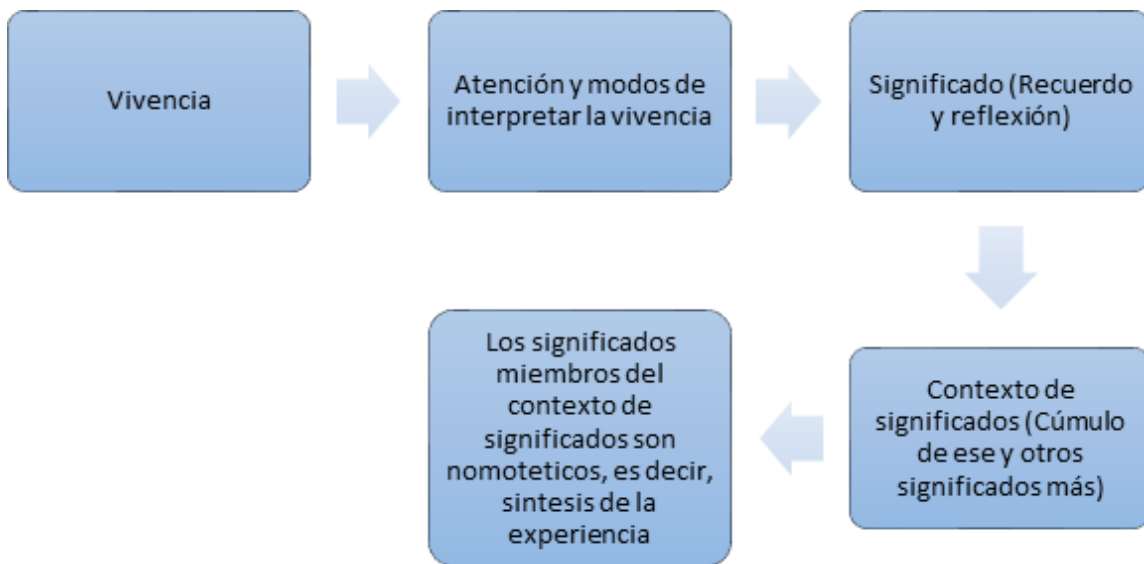 Vivencia
Atención y modos de
interpretar la vivencia
Significado (Recuerdo
y reflexión)
Contexto de
significados (Cúmulo
de ese y otros
significados más)
Los significados
miembros del
contexto de
significados son
nomoteticos, es decir,
sintesis de la
experiencia